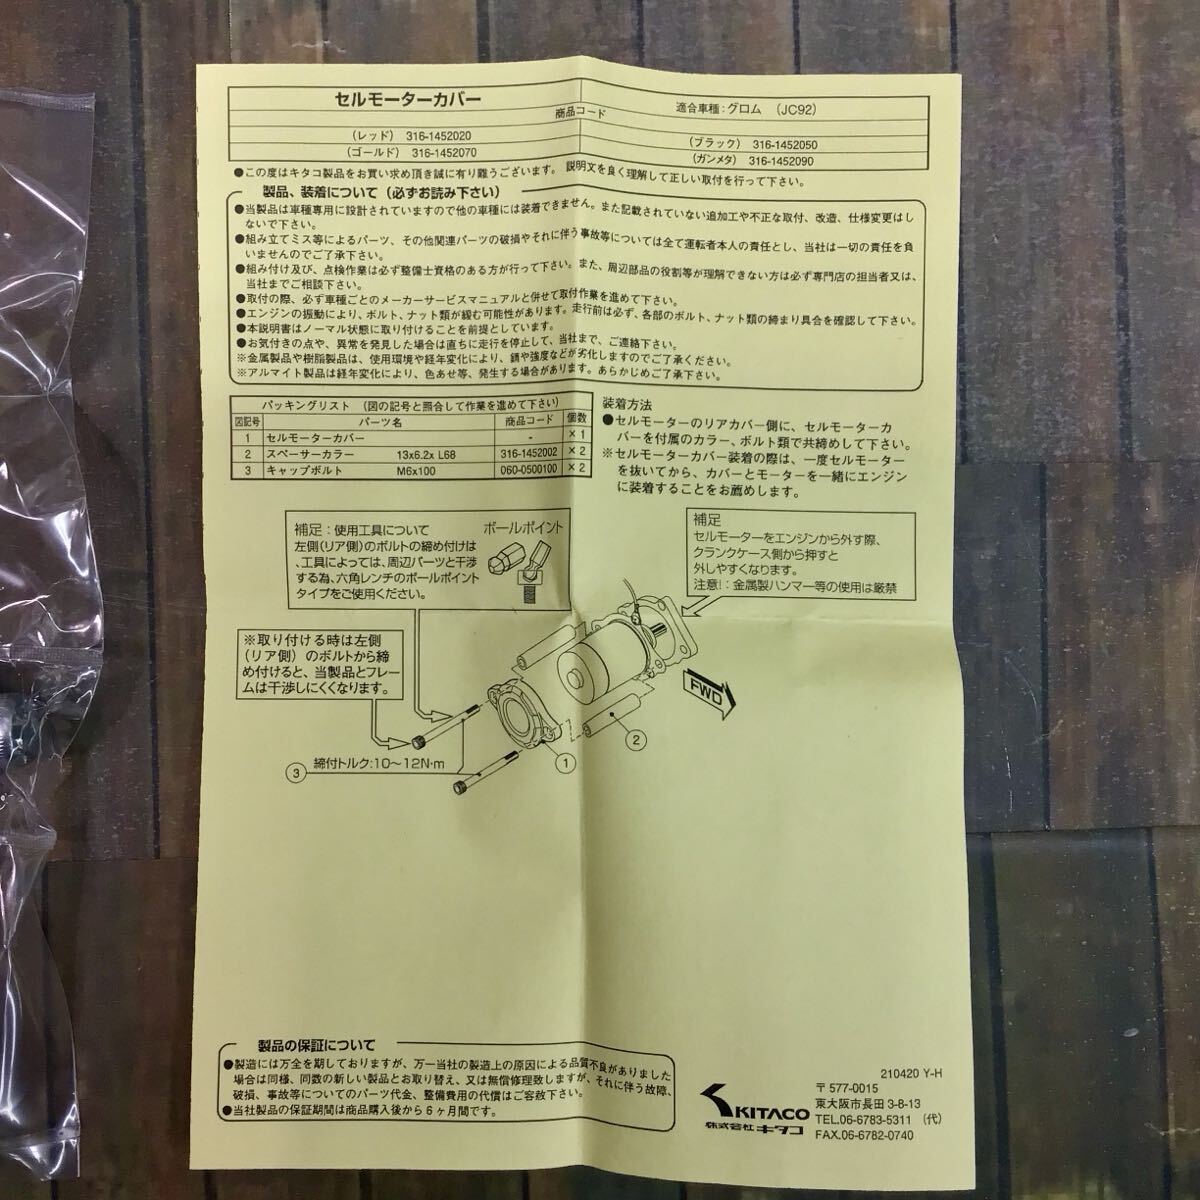 セルモーターカバー
適合車種：グロム （JC92）
商品コード
（レッド） 316-1452020
（ブラック） 316-1452050
（ゴールド） 316-1452070
（ガンメタ） 316-1452090
●この度はキタコ製品をお買い求め頂き誠に有り難うございます。 説明文を良く理解して正しい取付を行って下さい。
製品、装着について（必ずお読み下さい）
●当製品は車種専用に設計されていますので他の車種には装着できません。また記載されていない追加工や不正な取付、改造、仕様変更はし
ないで下さい。
●組み立てミス等によるパーツ、その他関連パーツの破損やそれに伴う事故等については全て運転者本人の責任とし、当社は一切の責任を負
いませんのでご了承下さい。
●組み付け及び、点検作業は必ず整備士資格のある方が行って下さい。また、周辺部品の役割等が理解できない方は必ず専門店の担当者又は、
当社までご相談下さい。
●取付の際、必ず車種ごとのメーカーサービスマニュアルと併せて取付作業を進めて下さい。
●エンジンの振動により、ボルト、ナット類が緩む可能性があります。走行前は必ず、各部のボルト、ナット類の締まり具合を確認して下さい。
●本説明書はノーマル状態に取り付けることを前提としています。
●お気付きの点や、異常を発見した場合は直ちに走行を停止して、当社まで、ご連絡下さい。
※金属製品や樹脂製品は、使用環境や経年変化により、錆や強度などが劣化しますのでご了承ください。
※アルマイト製品は経年変化により、色あせ等、発生する場合があります。あらかじめご了承下さい。
パッキングリスト （図の記号と照合して作業を進めて下さい）
図記号 パーツ名 商品コード 個数
1 セルモーターカバー - ×1
2 スペーサーカラー 13x6.2x L68 316-1452002 ×2
3 キャップボルト M6x100 060-0500100 ×2
装着方法
●セルモーターのリアカバー側に、セルモーターカ
バーを付属のカラー、ボルト類で共締めして下さい。
※セルモーターカバー装着の際は、一度セルモーター
を抜いてから、カバーとモーターを一緒にエンジン
に装着することをお薦めします。
補足：使用工具について
ボールポイント
左側（リア側）のボルトの締め付けは
、工具によっては、周辺パーツと干渉
する為、六角レンチのボールポイント
タイプをご使用ください。
補足
セルモーターをエンジンから外す際、
クランクケース側から押すと
外しやすくなります。
注意！：金属製ハンマー等の使用は厳禁
※取り付ける時は左側
（リア側） のボルトから締
め付けると、当製品とフレー
ムは干渉しにくくなります。
FWD
2
1
3
締付トルク：10～12N･m
製品の保証について
●製造には万全を期しておりますが、万一当社の製造上の原因による品質不良がありました
場合は同様、同数の新しい製品とお取り替え、又は無償修理致しますが、それに伴う故障、
破損、事故等についてのパーツ代金、整備費用の代償はご容赦下さい。
●当社製品の保証期間は商品購入後から６ヶ月間です。
210420 Y-H
KITACO
株式会社 キタコ
〒577-0015
東大阪市長田 3-8-13
TEL.06-6783-5311 （代）
FAX.06-6782-0740